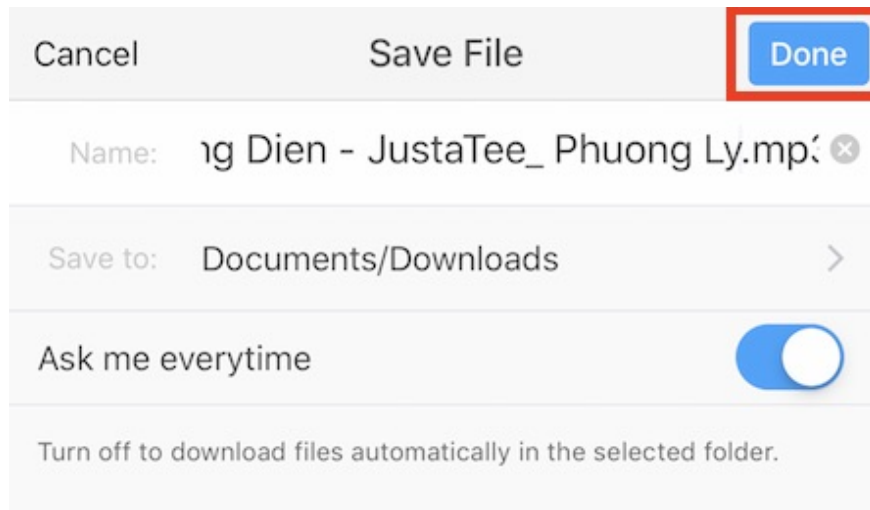 Cancel Save File Done
Name: ng Dien - JustaTee_ Phuong Ly.mp3
Save to: Documents/Downloads
Ask me everytime
Turn off to download files automatically in the selected folder.